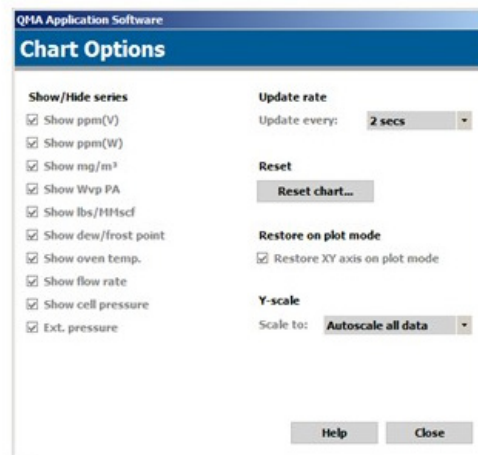 QMA Application Software
Chart Options
Show/Hide series
Show ppm(V)
Show ppm(W)
Show mg/m³
Show Wvp PA
Show lbs/MMscf
Show dew/frost point
Show oven temp.
Show flow rate
Show cell pressure
Ext. pressure
Update rate
Update every: 2 secs
Reset
Reset chart...
Restore on plot mode
Restore XY axis on plot mode
Y-scale
Scale to: Autoscale all data
Help Close